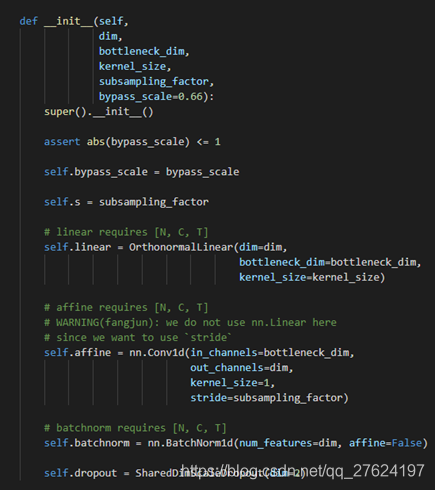 def __init__(self,
dim,
bottleneck_dim,
kernel_size,
subsampling_factor,
bypass_scale=0.66):
super().__init__()
assert abs(bypass_scale) <= 1
self.bypass_scale = bypass_scale
self.s = subsampling_factor
# linear requires [N, C, T]
self.linear = OrthonormalLinear(dim=dim,
bottleneck_dim=bottleneck_dim,
kernel_size=kernel_size)
# affine requires [N, C, T]
# WARNING(fangjun): we do not use nn.Linear here
# since we want to use `stride`
self.affine = nn.Conv1d(in_channels=bottleneck_dim,
out_channels=dim,
kernel_size=1,
stride=subsampling_factor)
# batchnorm requires [N, C, T]
self.batchnorm = nn.BatchNorm1d(num_features=dim, affine=False)
self.dropout = SharedDimScaleDropout(dim=2)
https://blog.csdn.net/qq_27624197